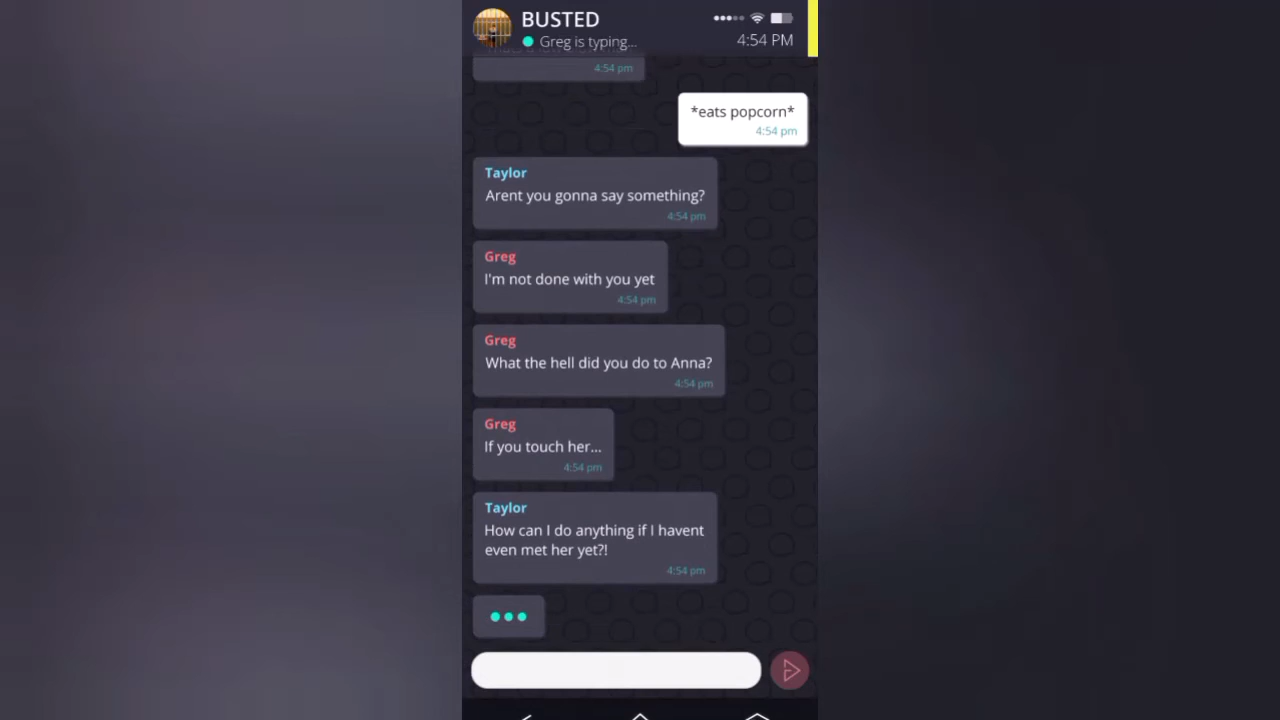 BUSTED
Greg is typing...
4:54 PM
4:54 pm
*eats popcorn*
4:54 pm
Taylor
Arent you gonna say something?
4:54 pm
Greg
I'm not done with you yet
4:54 pm
Greg
What the hell did you do to Anna?
4:54 pm
Greg
If you touch her...
4:54 pm
Taylor
How can I do anything if I havent
even met her yet?!
4:54 pm